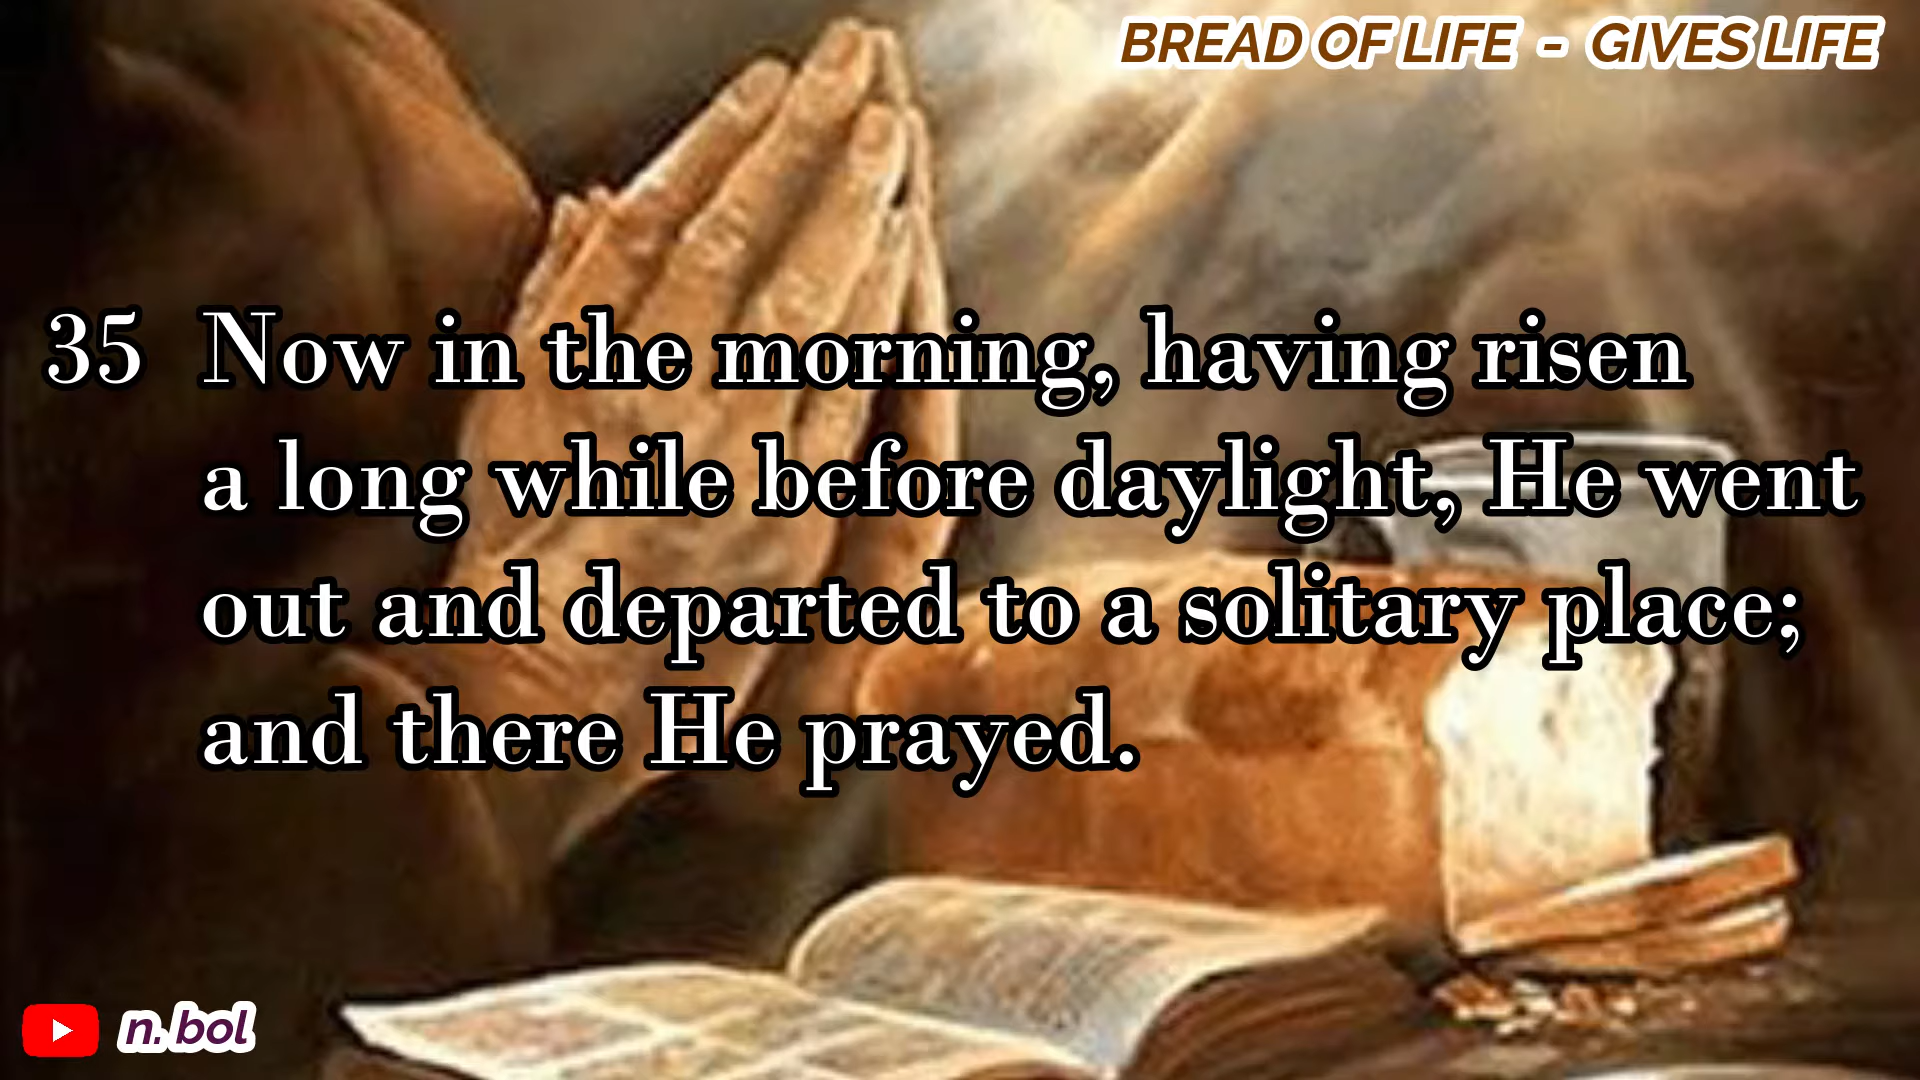 BREAD OF LIFE - GIVES LIFE
35 Now in the morning, having risen
a long while before daylight, He went
out and departed to a solitary place;
and there He prayed.
n. bol